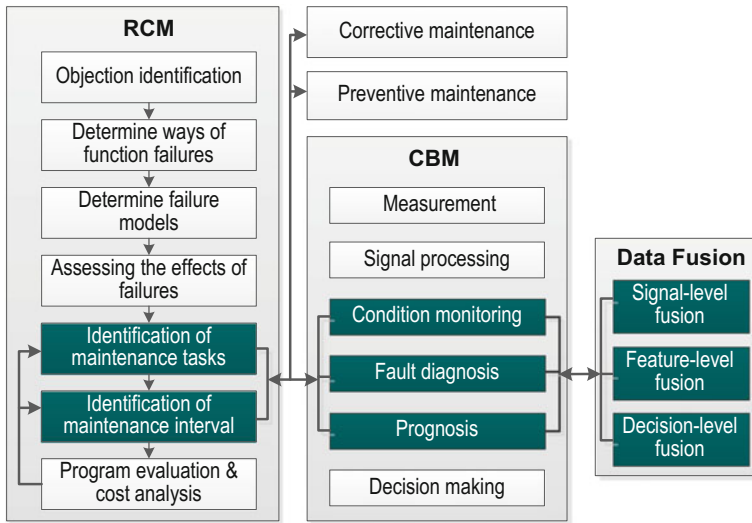 RCM
Objection identification
Determine ways of
function failures
Determine failure
models
Assessing the effects of
failures
Identification of
maintenance tasks
Identification of
maintenance interval
Program evaluation &
cost analysis
Corrective maintenance
Preventive maintenance
CBM
Measurement
Signal processing
Condition monitoring
Fault diagnosis
Prognosis
Decision making
Data Fusion
Signal-level
fusion
Feature-level
fusion
Decision-level
fusion